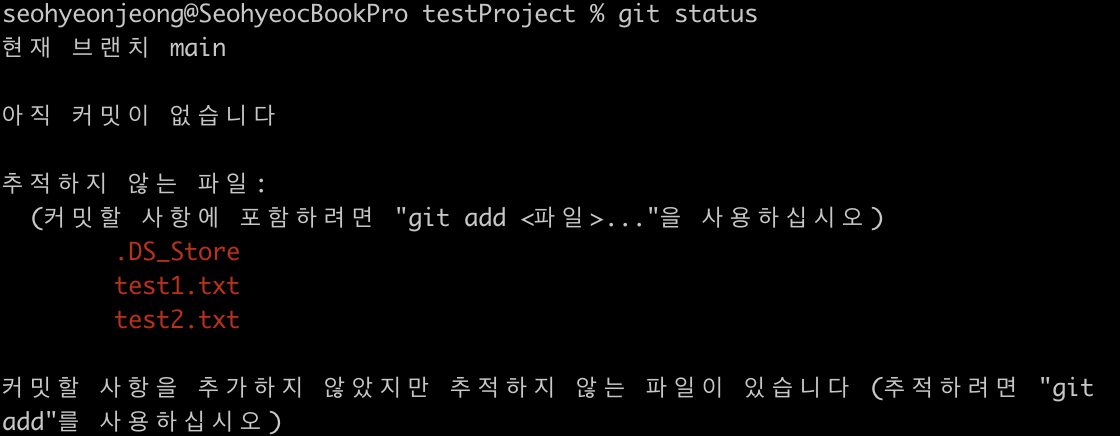 seohyeonjeong@SeohyeocBookPro testProject % git status
현재 브랜치 main
아직 커밋이 없습니다
추적하지 않는 파일:
(커밋할 사항에 포함하려면 "git add <파일>..."을 사용하십시오)
.DS_Store
test1.txt
test2.txt
커밋할 사항을 추가하지 않았지만 추적하지 않는 파일이 있습니다 (추적하려면 "git
add"를 사용하십시오)